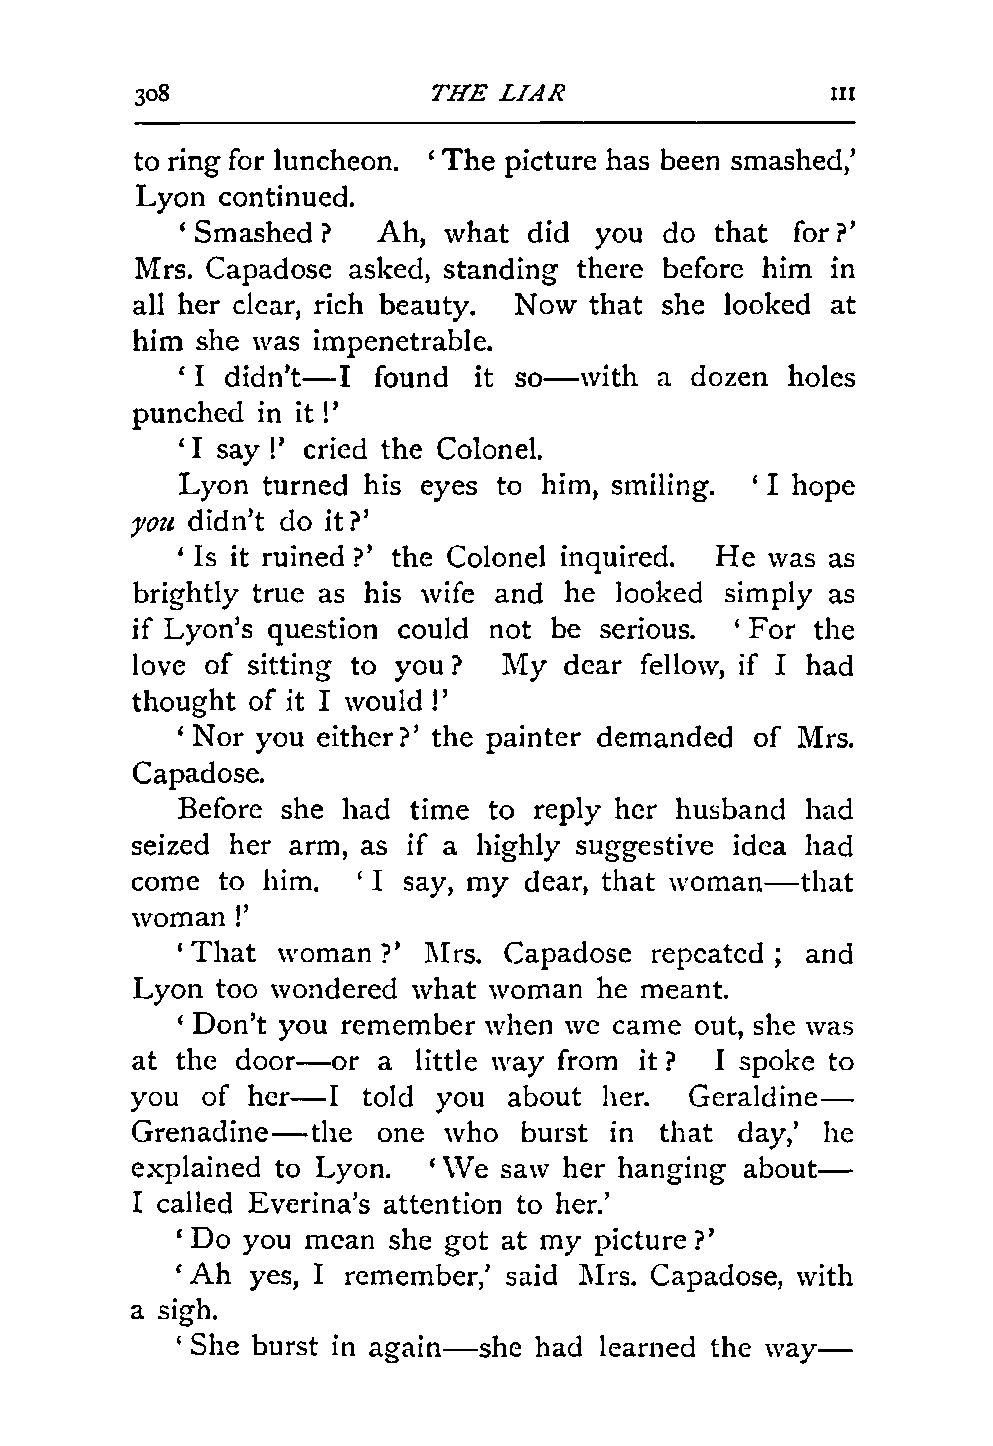 308 THE LIAR III
to ring for luncheon. ‘The picture has been smashed,’
Lyon continued.
‘Smashed? Ah, what did you do that for?’
Mrs. Capadose asked, standing there before him in
all her clear, rich beauty. Now that she looked at
him she was impenetrable.
‘I didn’t—I found it so—with a dozen holes
punched in it!’
‘I say!’ cried the Colonel.
Lyon turned his eyes to him, smiling. ‘I hope
you didn’t do it?’
‘Is it ruined?’ the Colonel inquired. He was as
brightly true as his wife and he looked simply as
if Lyon’s question could not be serious. ‘For the
love of sitting to you? My dear fellow, if I had
thought of it I would!’
‘Nor you either?’ the painter demanded of Mrs.
Capadose.
Before she had time to reply her husband had
seized her arm, as if a highly suggestive idea had
come to him. ‘I say, my dear, that woman—that
woman!’
‘That woman?’ Mrs. Capadose repeated; and
Lyon too wondered what woman he meant.
‘Don’t you remember when we came out, she was
at the door—or a little way from it? I spoke to
you of her—I told you about her. Geraldine—
Grenadine—the one who burst in that day,’ he
explained to Lyon. ‘We saw her hanging about—
I called Everina’s attention to her.’
‘Do you mean she got at my picture?’
‘Ah yes, I remember,’ said Mrs. Capadose, with
a sigh.
‘She burst in again—she had learned the way—